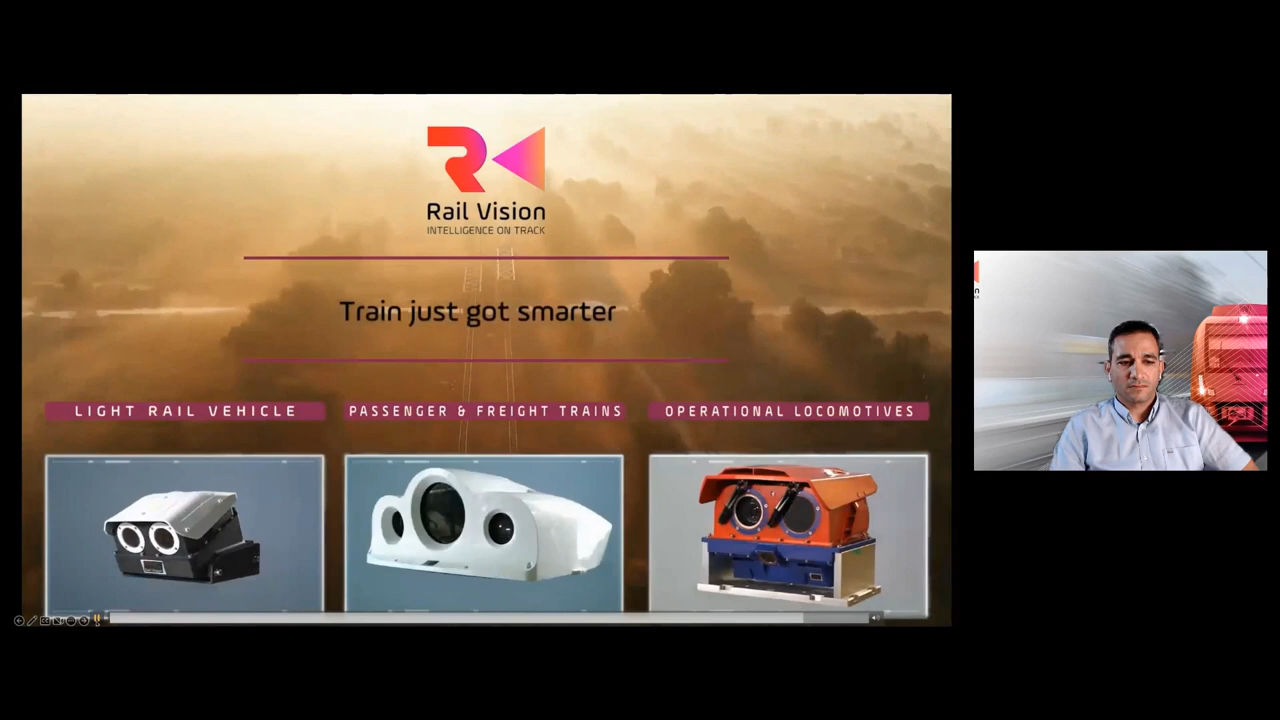 Rail Vision
INTELLIGENCE ON TRACK
Train just got smarter
LIGHT RAIL VEHICLE
PASSENGER & FREIGHT TRAINS
OPERATIONAL LOCOMOTIVES